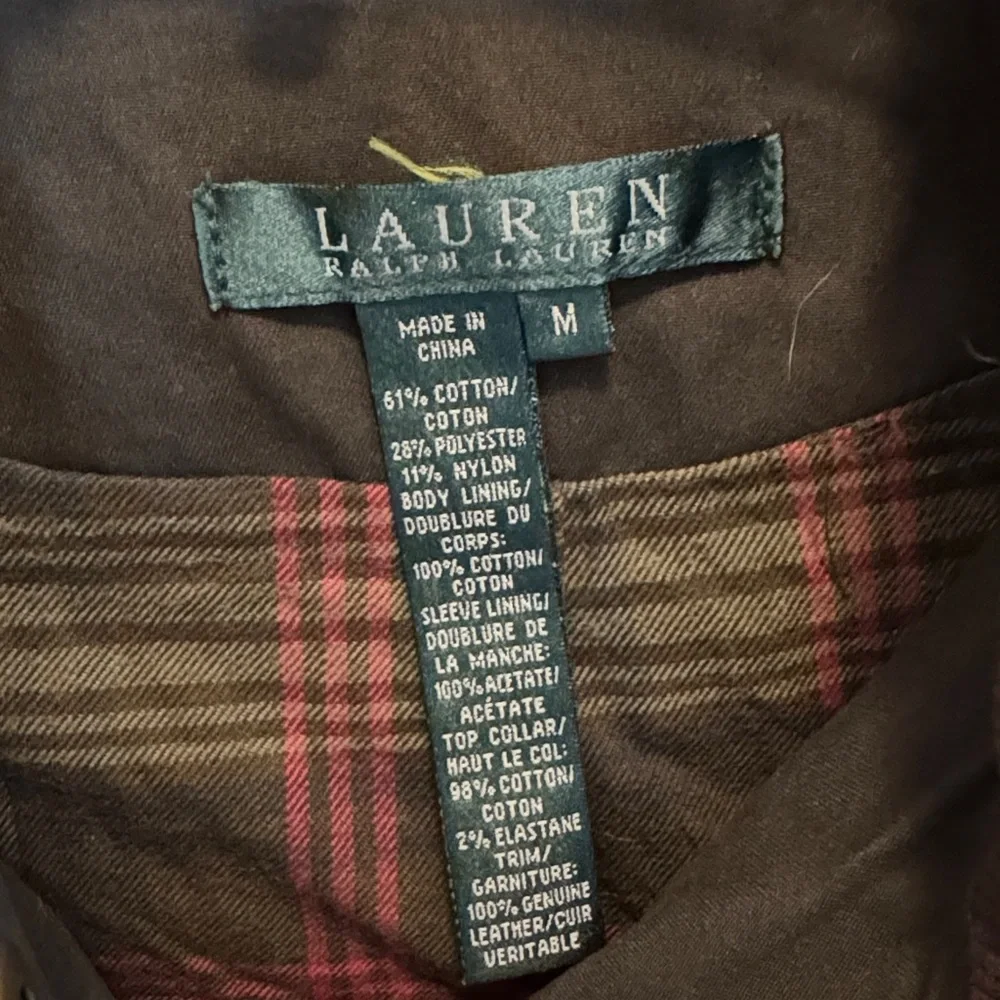 LAUREN
RALPH LAUREN
M
MADE IN
CHINA
61% COTTON/
COTON
28% POLYESTER
11% NYLON
BODY LINING/
DOUBLURE DU
CORPS:
100% COTTON/
COTON
SLEEVE LINING/
DOUBLURE DE
LA MANCHE:
100% ACETATE/
ACÉTATE
TOP COLLAR/
HAUT LE COL:
98% COTTON/
COTON
2% ELASTANE
TRIM/
GARNITURE:
100% GENUINE
LEATHER/CUIR
VERITABLE